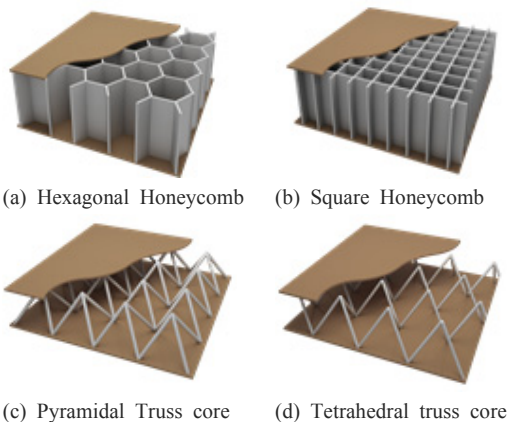 (a) Hexagonal Honeycomb
(b) Square Honeycomb
(c) Pyramidal Truss core
(d) Tetrahedral truss core